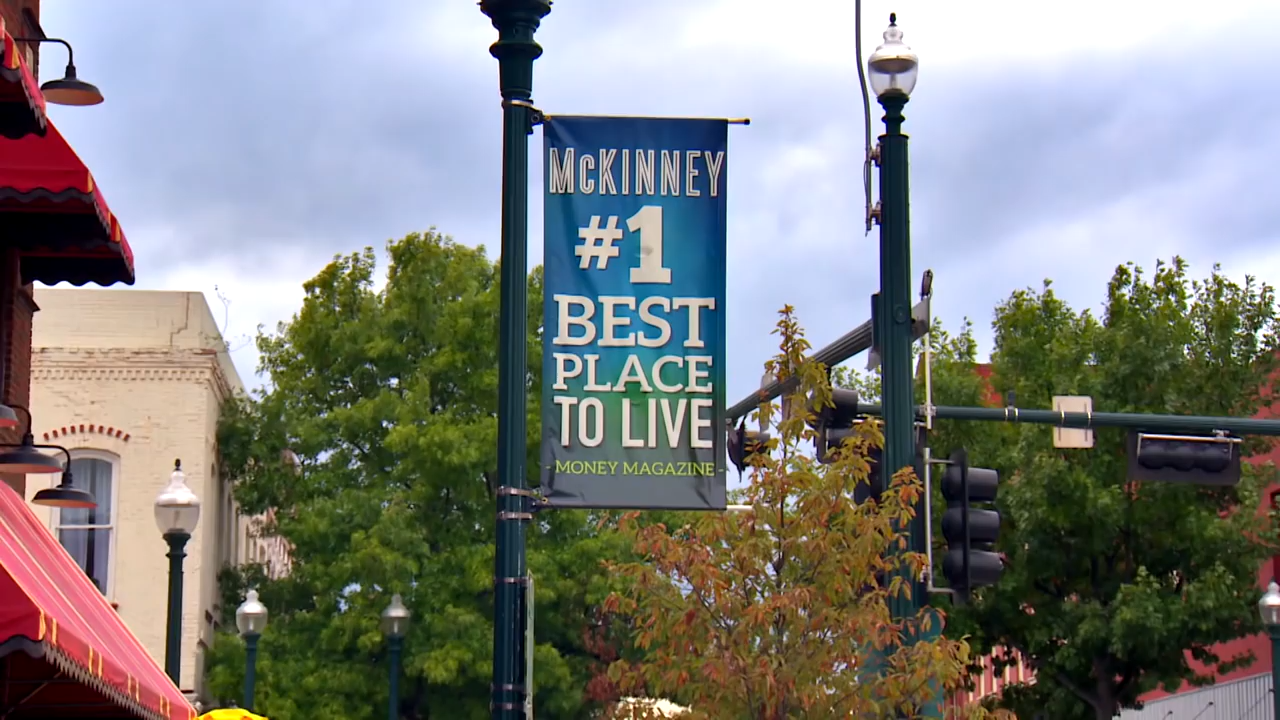 McKINNEY
#1
BEST
PLACE
TO LIVE
- MONEY MAGAZINE -